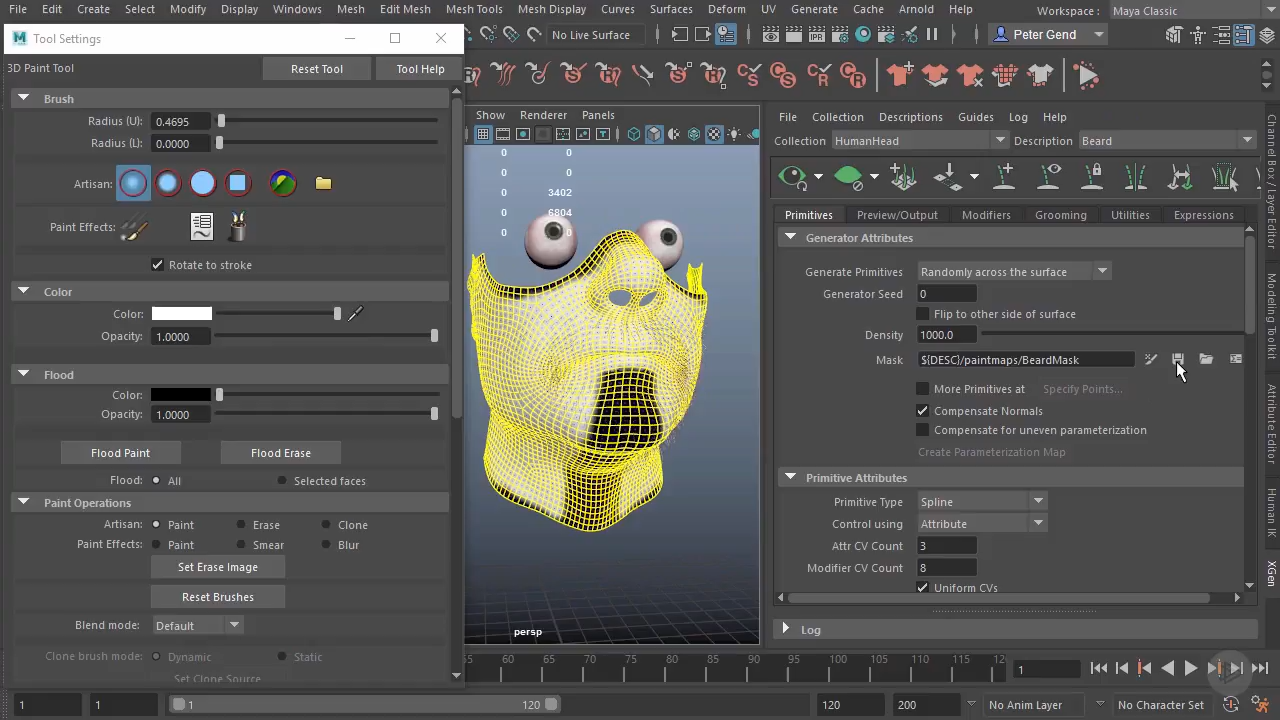 File Edit Create Select Modify Display Windows Mesh Edit Mesh Mesh Tools Mesh Display Curves Surfaces Deform UV Generate Cache Arnold Help Workspace : Maya Classic
Tool Settings
No Live Surface
Peter Gend
3D Paint Tool Reset Tool Tool Help
Brush
Radius (U): 0.4695
Radius (L): 0.0000
Artisan:
Paint Effects:
Rotate to stroke
Color
Color:
Opacity: 1.0000
Flood
Color:
Opacity: 1.0000
Flood Paint Flood Erase
Flood: All Selected faces
Paint Operations
Artisan: Paint Erase Clone
Paint Effects: Paint Smear Blur
Set Erase Image
Reset Brushes
Blend mode: Default
Clone brush mode: Dynamic Static
Set Clone Source
Show Renderer Panels
0 0
0 0
3402 0
6804 0
0 0
persp
File Collection Descriptions Guides Log Help
Collection HumanHead Description Beard
Primitives Preview/Output Modifiers Grooming Utilities Expressions
Generator Attributes
Generate Primitives Randomly across the surface
Generator Seed 0
Flip to other side of surface
Density 1000.0
Mask ${DESC}/paintmaps/BeardMask
More Primitives at Specify Points...
Compensate Normals
Compensate for uneven parameterization
Create Parameterization Map
Primitive Attributes
Primitive Type Spline
Control using Attribute
Attr CV Count 3
Modifier CV Count 8
Uniform CVs
Log
Channel Box / Layer Editor
Modeling Toolkit
Attribute Editor
Human IK
XGen
60 65 70 75 80 85 90 95 100 105 110 115 12 1
1 1 1 120 120 200 No Anim Layer No Character Set